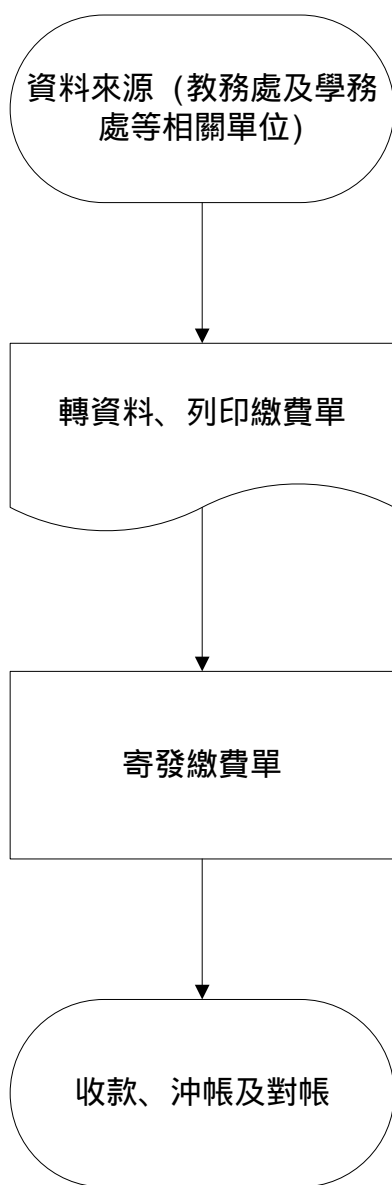 資料來源 (教務處及學務
處等相關單位)
轉資料、列印繳費單
寄發繳費單
收款、沖帳及對帳